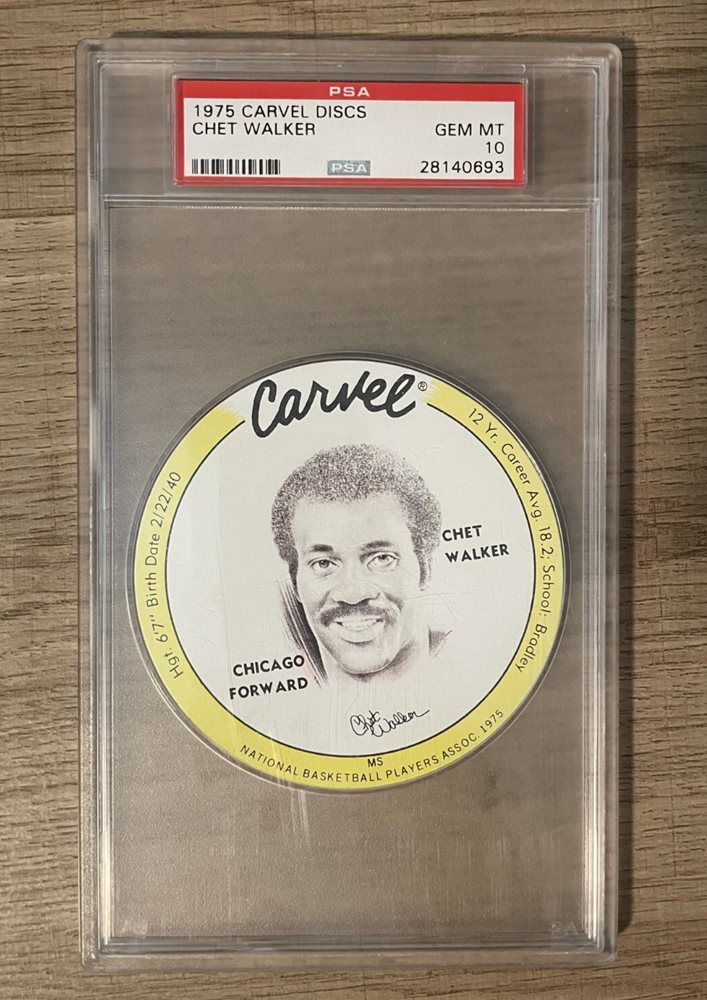 PSA
1975 CARVEL DISCS
CHET WALKER
GEM MT
10
PSA
28140693
Carvel®
Hgt 6'7" Birth Date 2/22/40
12 Yr. Career Avg. 18.2; School: Bradley
CHET
WALKER
CHICAGO
FORWARD
Chet Walker
MS
NATIONAL BASKETBALL PLAYERS ASSOC. 1975